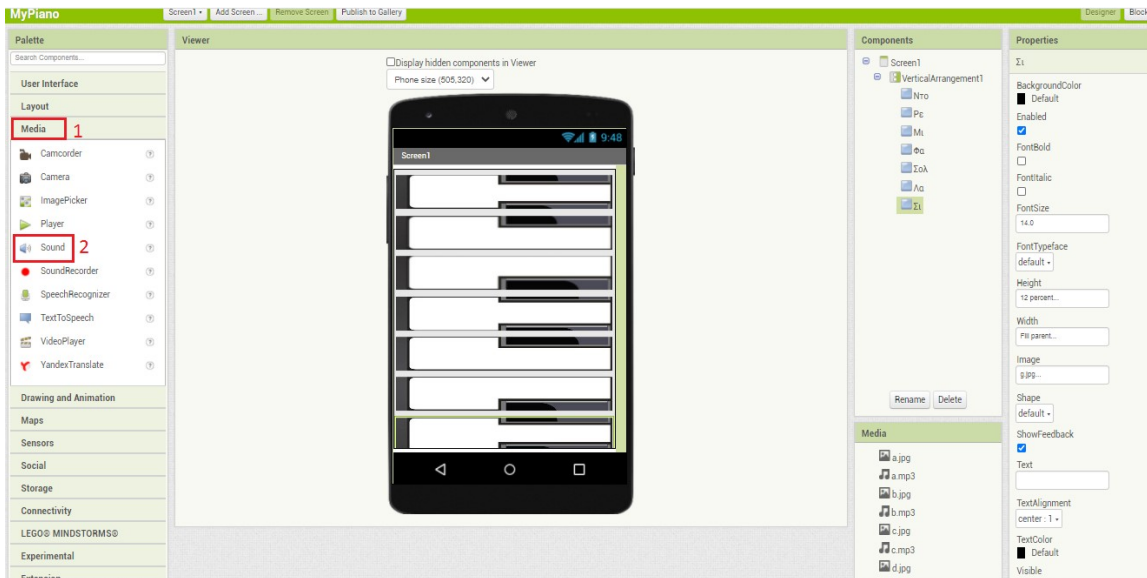 MyPiano
Screen1
Add Screen ...
Remove Screen
Publish to Gallery
Designer
Block
Palette
Search Components...
User Interface
Layout
Media
1
Camcorder
Camera
ImagePicker
Player
Sound
2
SoundRecorder
SpeechRecognizer
TextToSpeech
VideoPlayer
YandexTranslate
Drawing and Animation
Maps
Sensors
Social
Storage
Connectivity
LEGO® MINDSTORMS®
Experimental
Extension
Viewer
Display hidden components in Viewer
Phone size (505,320)
9:48
Screen1
Components
Screen1
VerticalArrangement1
Ντο
Ρε
Μι
Φα
Σολ
Λα
Σι
Rename
Delete
Media
a.jpg
a.mp3
b.jpg
b.mp3
c.jpg
c.mp3
d.jpg
Properties
Σι
BackgroundColor
Default
Enabled
FontBold
FontItalic
FontSize
14.0
FontTypeface
default
Height
12 percent...
Width
Fill parent...
Image
g.jpg...
Shape
default
ShowFeedback
Text
TextAlignment
center : 1
TextColor
Default
Visible